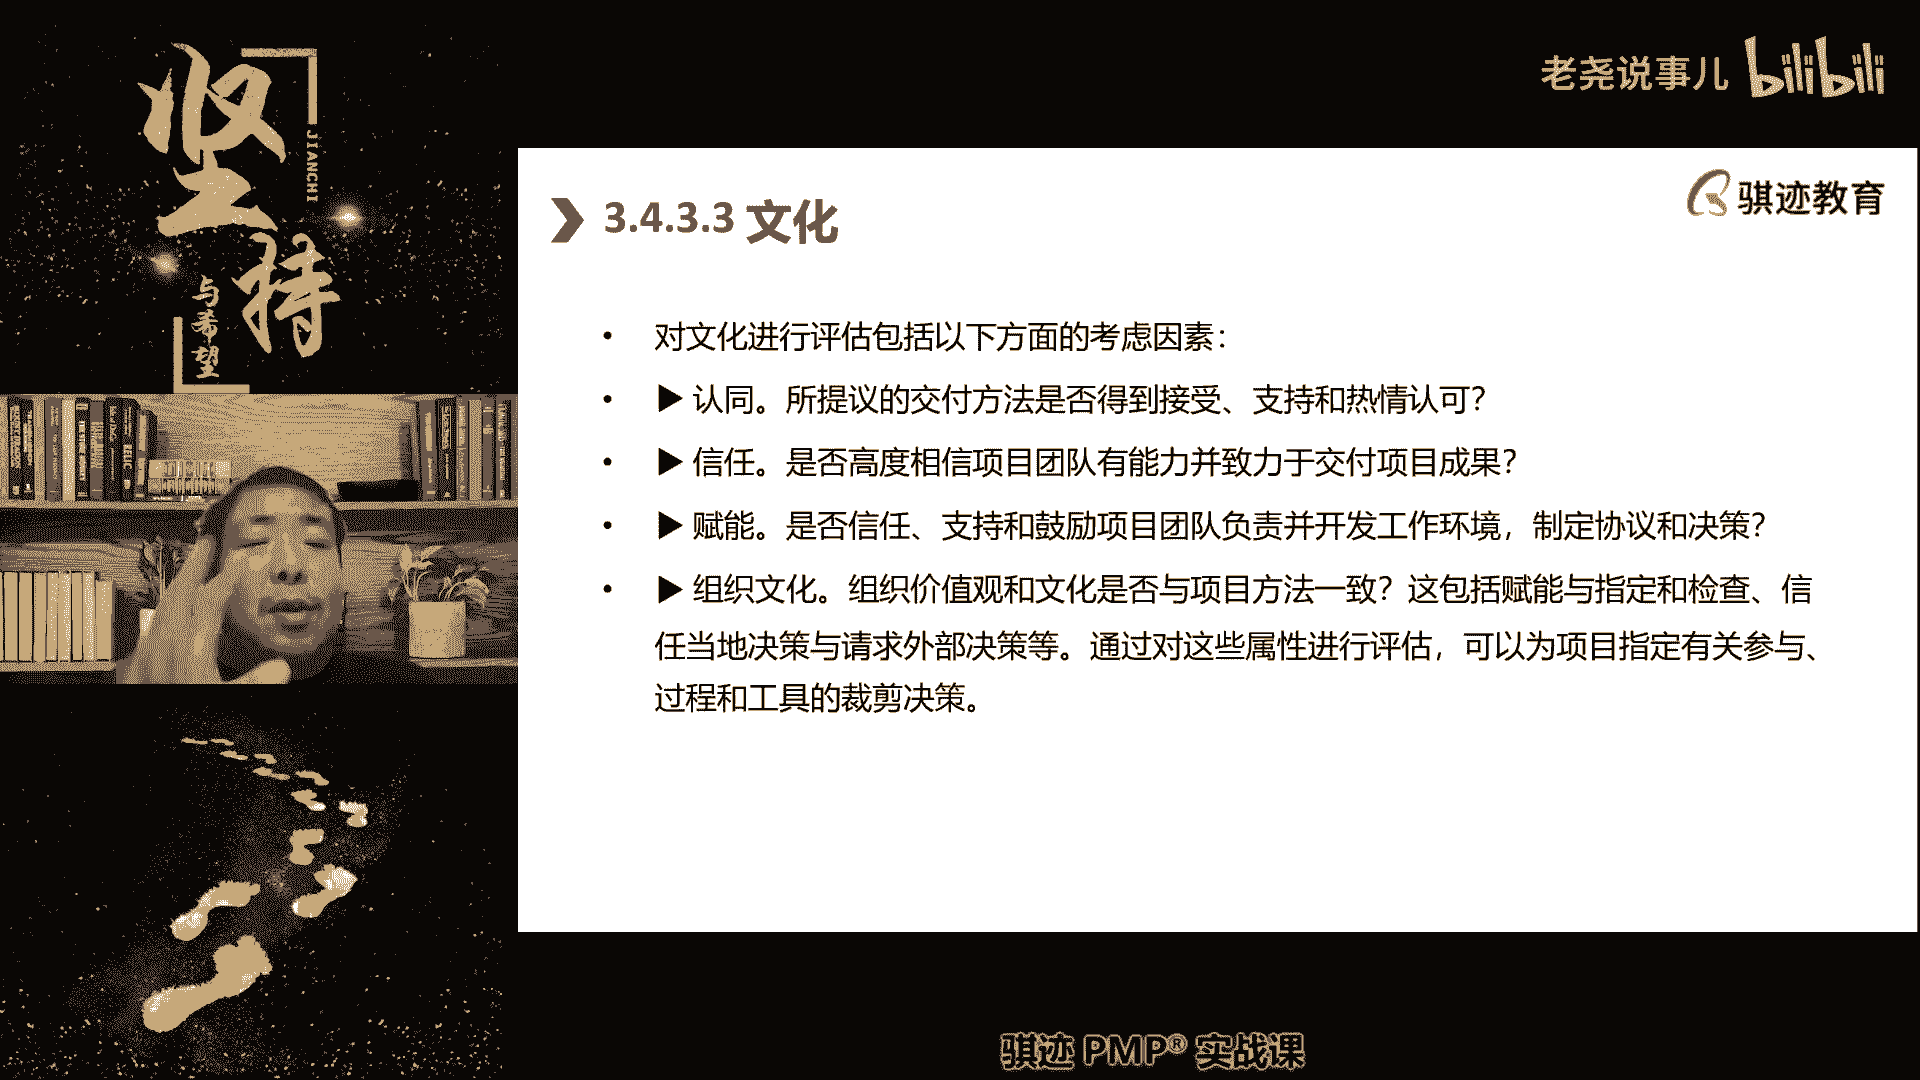 坚持
JIANCHI
与希望
老尧说事儿 bilibili
骐迹教育
3.4.3.3 文化
• 对文化进行评估包括以下方面的考虑因素：
• ▶ 认同。所提议的交付方法是否得到接受、支持和热情认可？
• ▶ 信任。是否高度相信项目团队有能力并致力于交付项目成果？
• ▶ 赋能。是否信任、支持和鼓励项目团队负责并开发工作环境，制定协议和决策？
• ▶ 组织文化。组织价值观和文化是否与项目方法一致？这包括赋能与指定和检查、信
任当地决策与请求外部决策等。通过对这些属性进行评估，可以为项目指定有关参与、
过程和工具的裁剪决策。
骐迹 PMP® 实战课